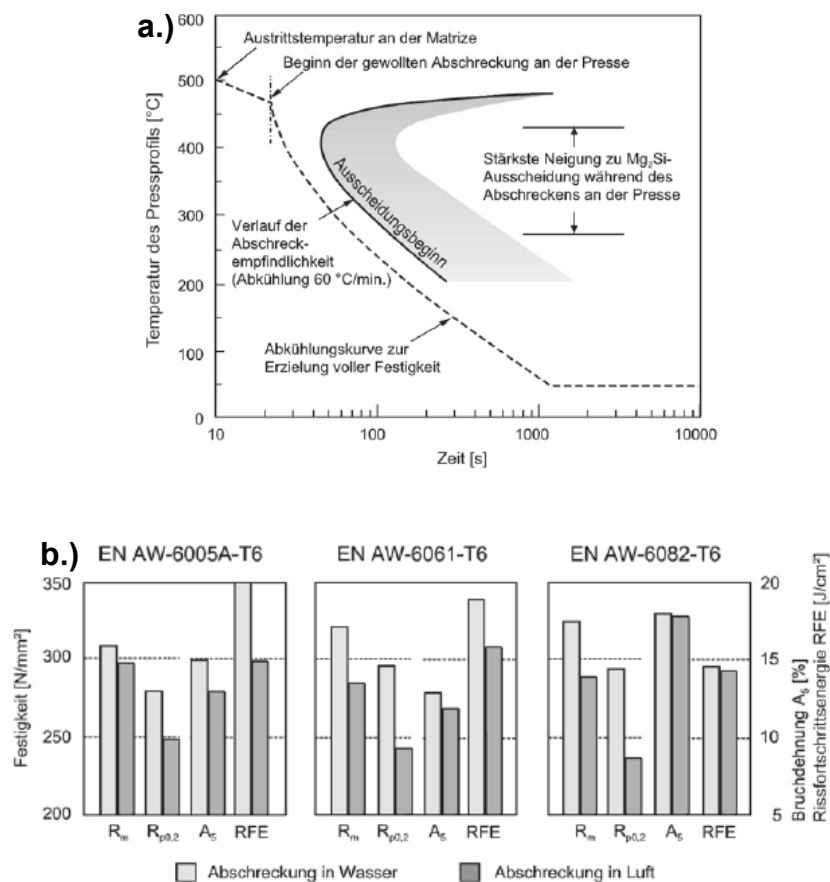 a.)
600
500
400
300
200
100
50
0
Temperatur des Pressprofils [°C]
Austrittstemperatur an der Matrize
Beginn der gewollten Abschreckung an der Presse
Stärkste Neigung zu Mg₂Si-
Ausscheidung während des
Abschreckens an der Presse
Ausscheidungsbeginn
Verlauf der
Abschreck-
empfindlichkeit
(Abkühlung 60 °C/min.)
Abkühlungskurve zur
Erzielung voller Festigkeit
10
100
1000
10000
Zeit [s]
b.)
EN AW-6005A-T6
EN AW-6061-T6
EN AW-6082-T6
350
300
250
200
Festigkeit [N/mm²]
20
15
10
5
Bruchdehnung A₅ [%]
Rissfortschrittsenergie RFE [J/cm²]
Rₘ Rp0,2 A₅ RFE
Rₘ Rp0,2 A₅ RFE
Rₘ Rp0,2 A₅ RFE
Abschreckung in Wasser
Abschreckung in Luft